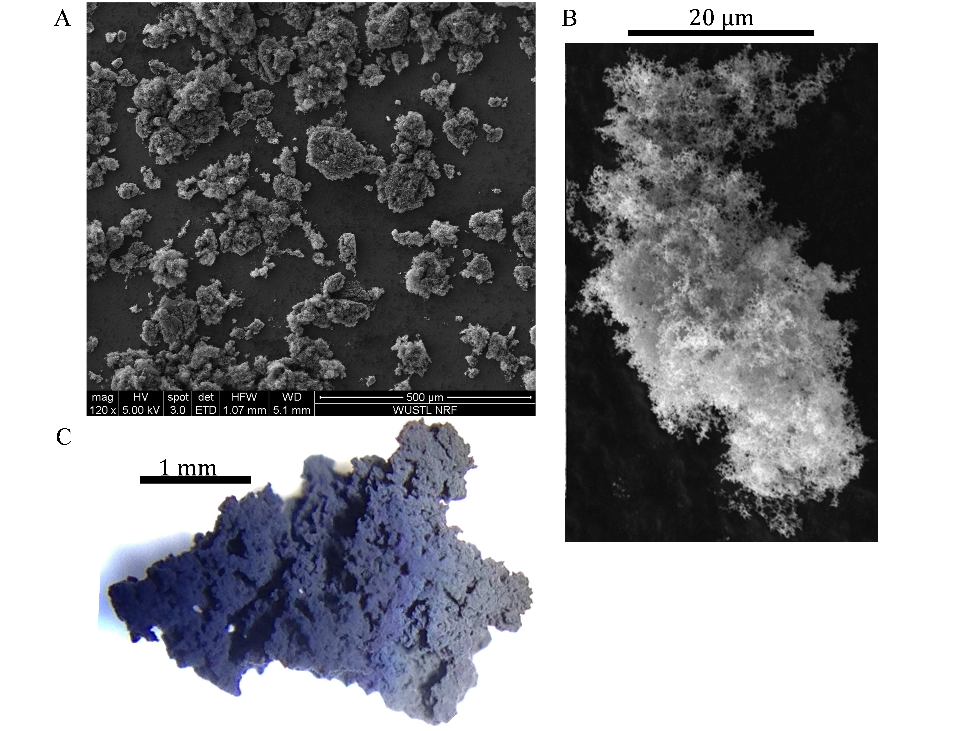 A
B
20 μm
mag HV spot det HFW WD 500 μm
120 x 5.00 kV 3.0 ETD 1.07 mm 5.1 mm WUSTL NRF
C
1 mm